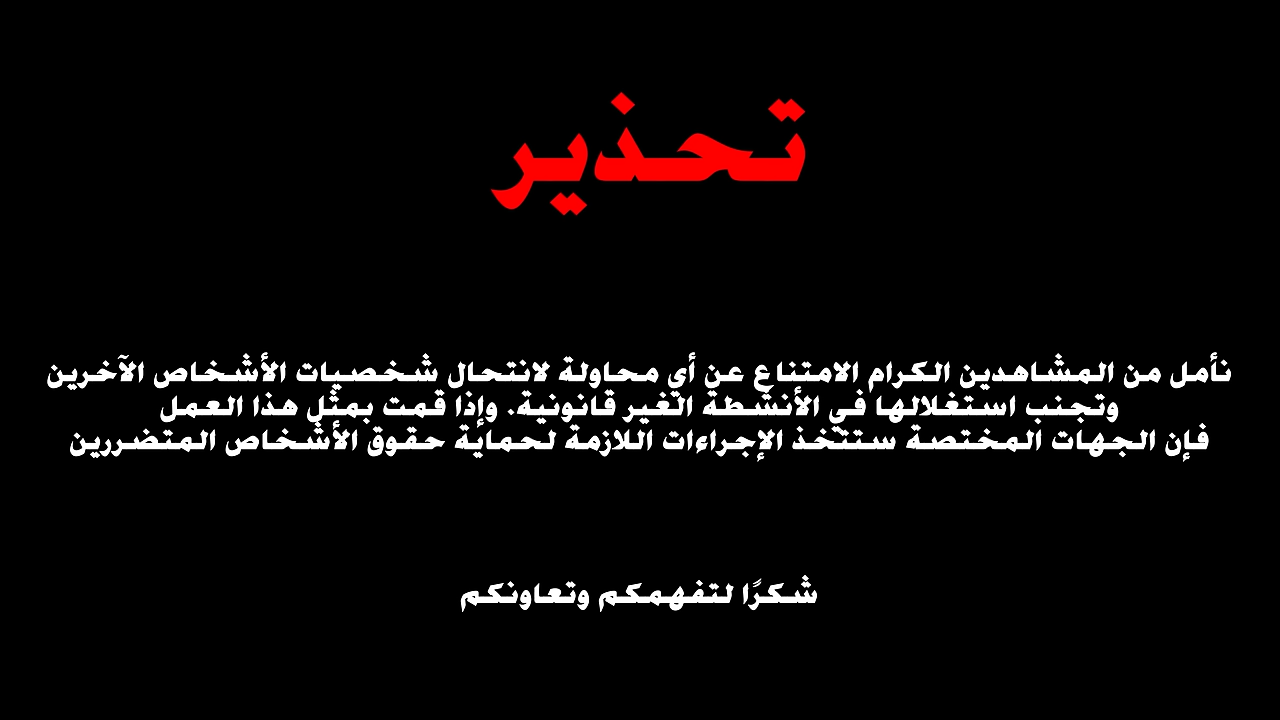 تحذير
نأمل من المشاهدين الكرام الامتناع عن أي محاولة لانتحال شخصيات الأشخاص الآخرين
وتجنب استغلالها في الأنشطة الغير قانونية. وإذا قمت بمثل هذا العمل
فإن الجهات المختصة ستتخذ الإجراءات اللازمة لحماية حقوق الأشخاص المتضررين
شكرًا لتفهمكم وتعاونكم